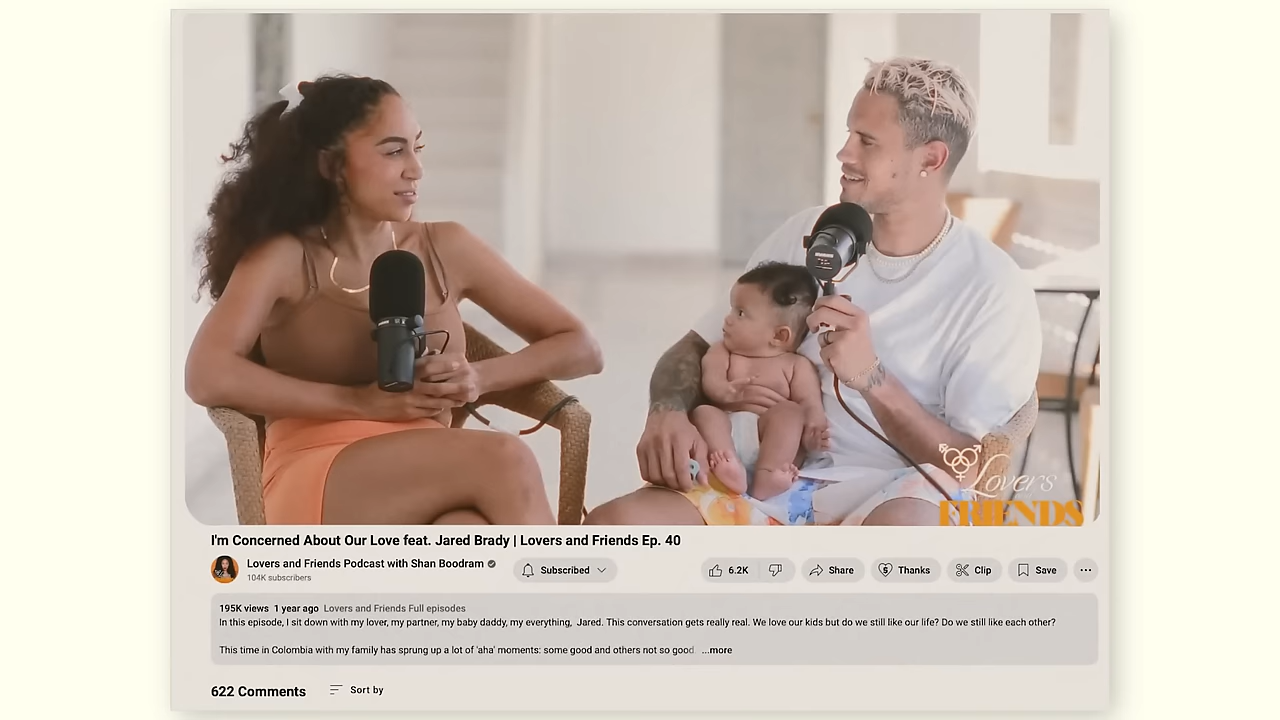 Lovers
FRIENDS
I'm Concerned About Our Love feat. Jared Brady | Lovers and Friends Ep. 40
Lovers and Friends Podcast with Shan Boodram
104K subscribers
Subscribed
6.2K
Share
Thanks
Clip
Save
195K views 1 year ago Lovers and Friends Full episodes
In this episode, I sit down with my lover, my partner, my baby daddy, my everything, Jared. This conversation gets really real. We love our kids but do we still like our life? Do we still like each other?
This time in Colombia with my family has sprung up a lot of 'aha' moments: some good and others not so good ...more
622 Comments
Sort by